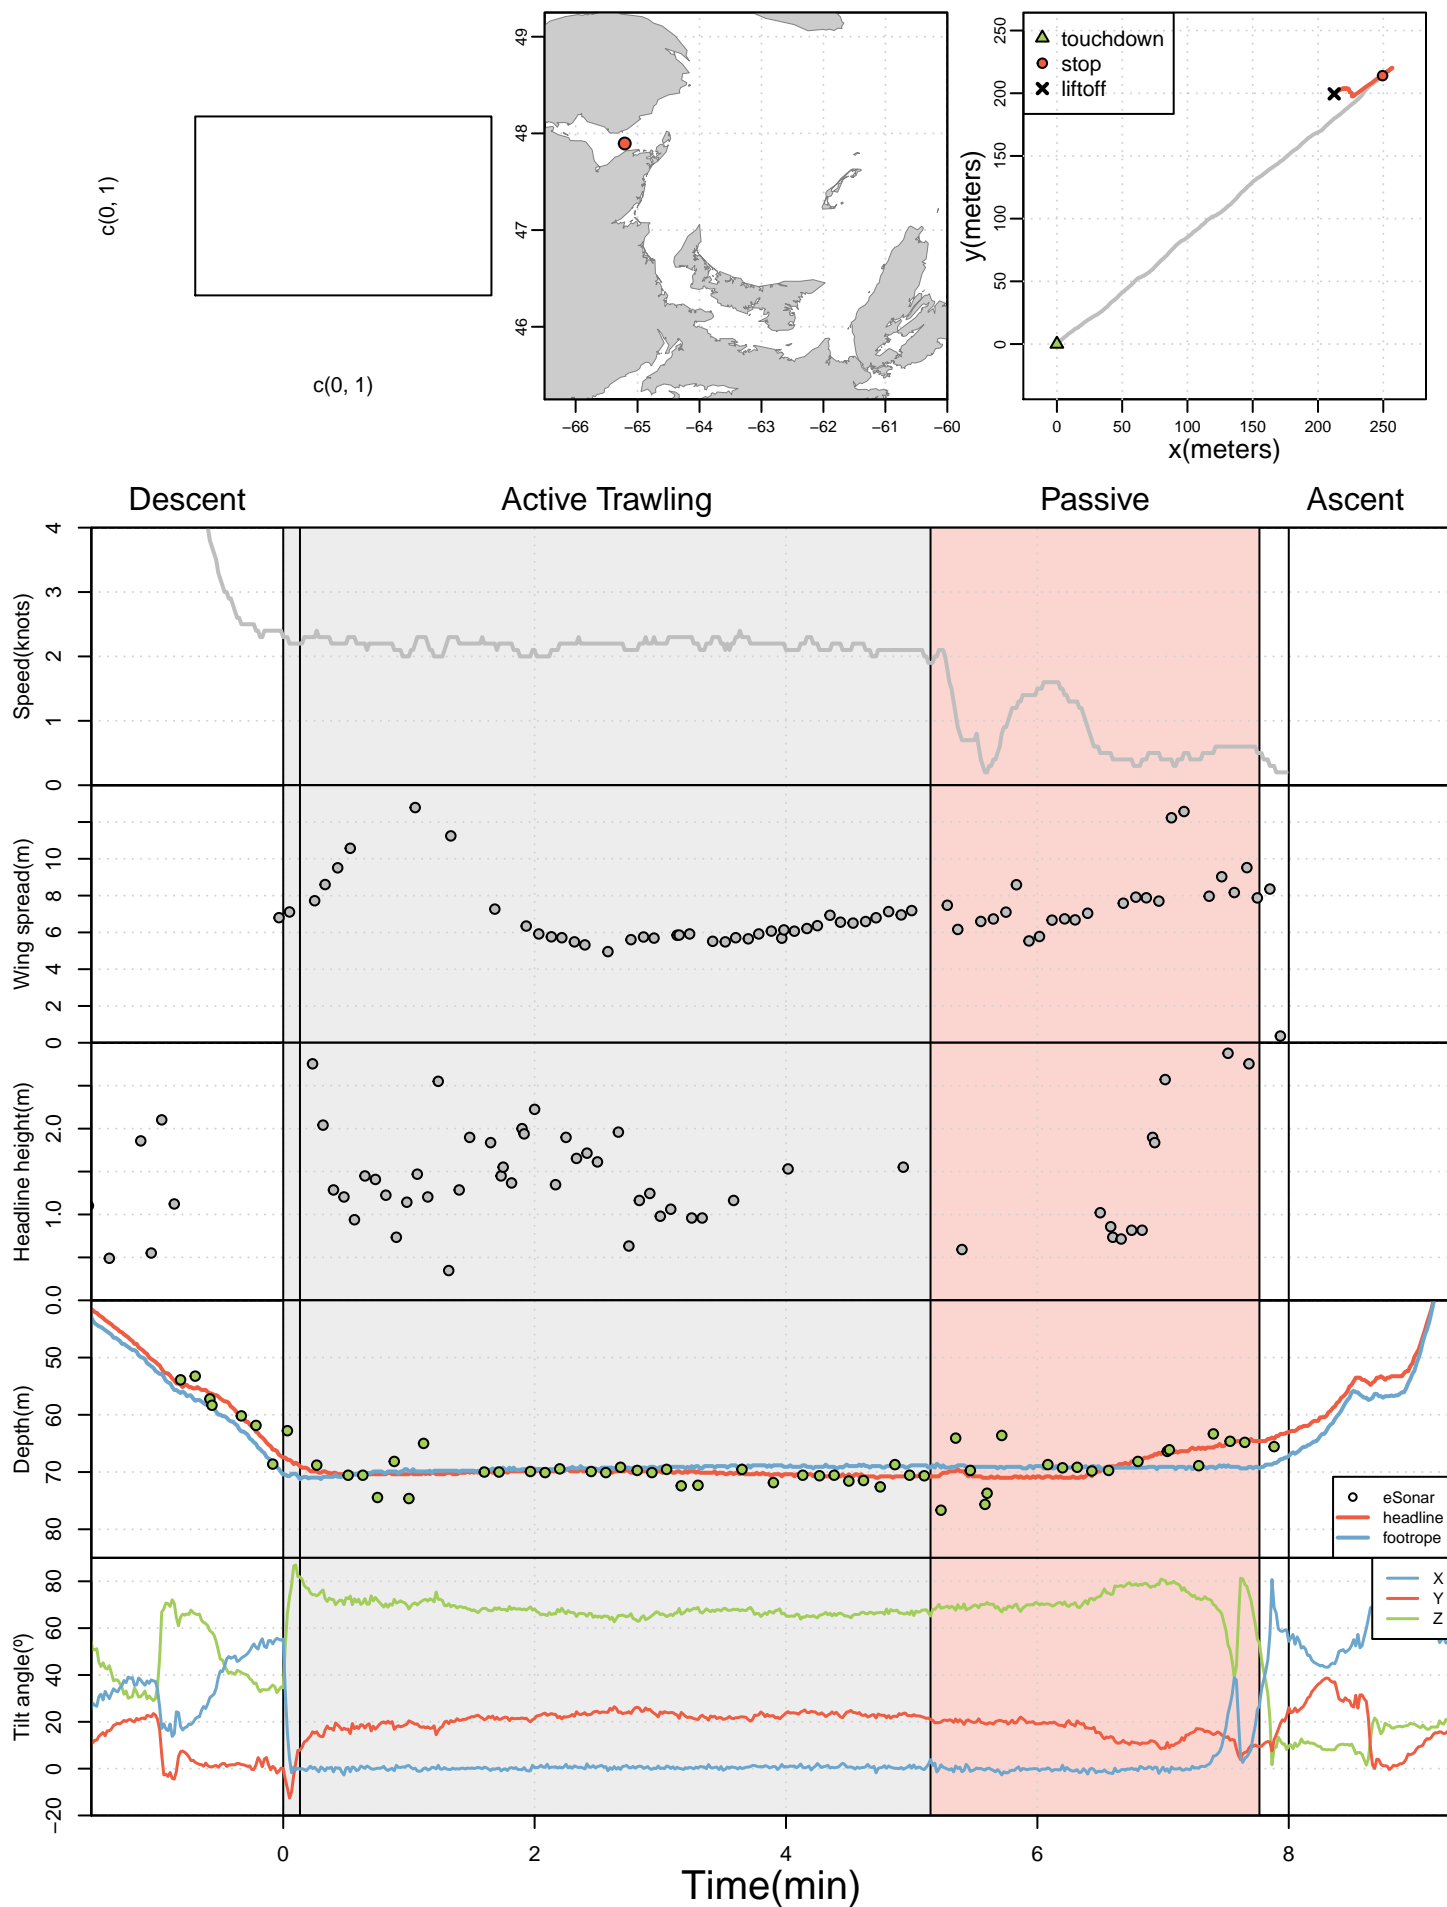 c(0, 1)
c(0, 1)
49
48
47
46
−66
−65
−64
−63
−62
−61
−60
touchdown
stop
liftoff
y(meters)
250
200
150
100
50
0
0
50
100
150
200
250
x(meters)
Descent
Active Trawling
Passive
Ascent
Speed(knots)
4
3
2
1
0
Wing spread(m)
10
8
6
4
2
0
Headline height(m)
2.0
1.0
0.0
Depth(m)
50
60
70
80
eSonar
headline
footrope
Tilt angle(º)
80
60
40
20
0
−20
X
Y
Z
0
2
4
6
8
Time(min)